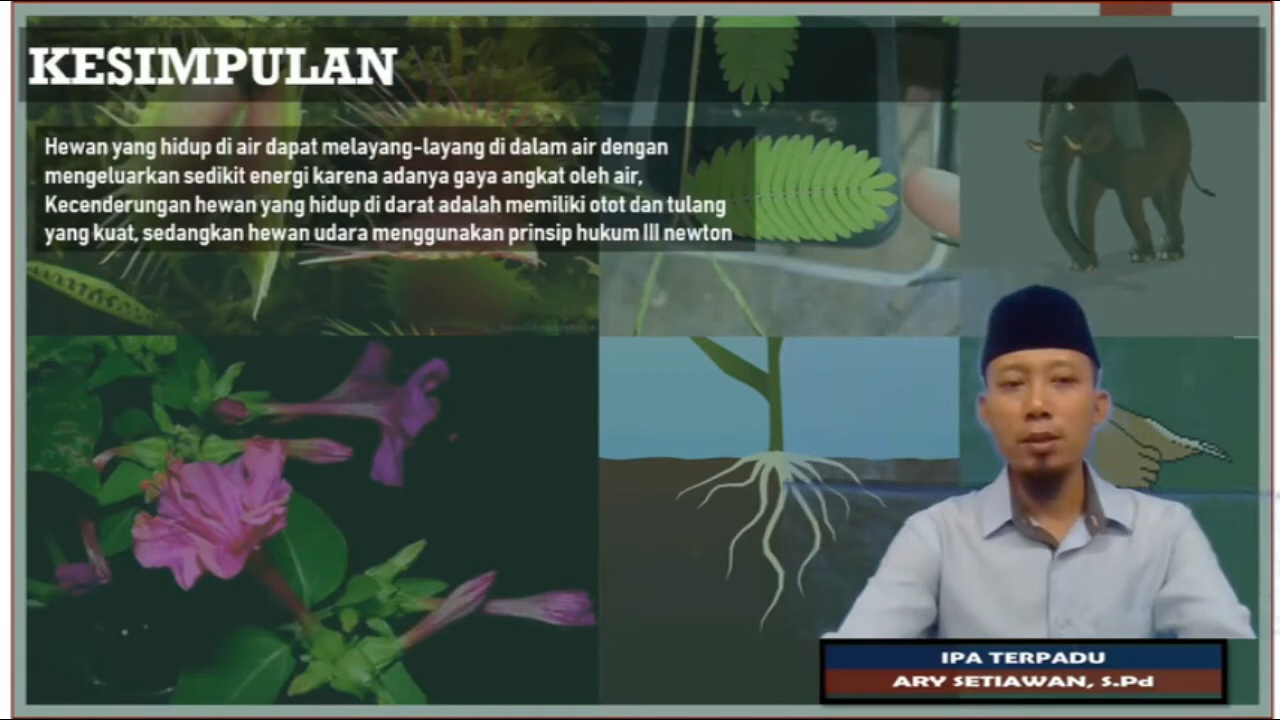 KESIMPULAN
Hewan yang hidup di air dapat melayang-layang di dalam air dengan
mengeluarkan sedikit energi karena adanya gaya angkat oleh air,
Kecenderungan hewan yang hidup di darat adalah memiliki otot dan tulang
yang kuat, sedangkan hewan udara menggunakan prinsip hukum III newton
IPA TERPADU
ARY SETIAWAN, S.Pd